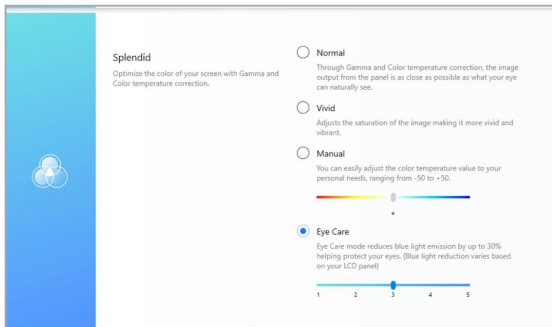 Splendid
Optimize the color of your screen with Gamma and
Color temperature correction.
Normal
Through Gamma and Color temperature correction, the image
output from the panel is as close as possible as what your eye
can naturally see.
Vivid
Adjusts the saturation of the image making it more vivid and
vibrant.
Manual
You can easily adjust the color temperature value to your
personal needs, ranging from -50 to +50.
Eye Care
Eye Care mode reduces blue light emission by up to 30%
helping protect your eyes. (Blue light reduction varies based
on your LCD panel)
1 2 3 4 5